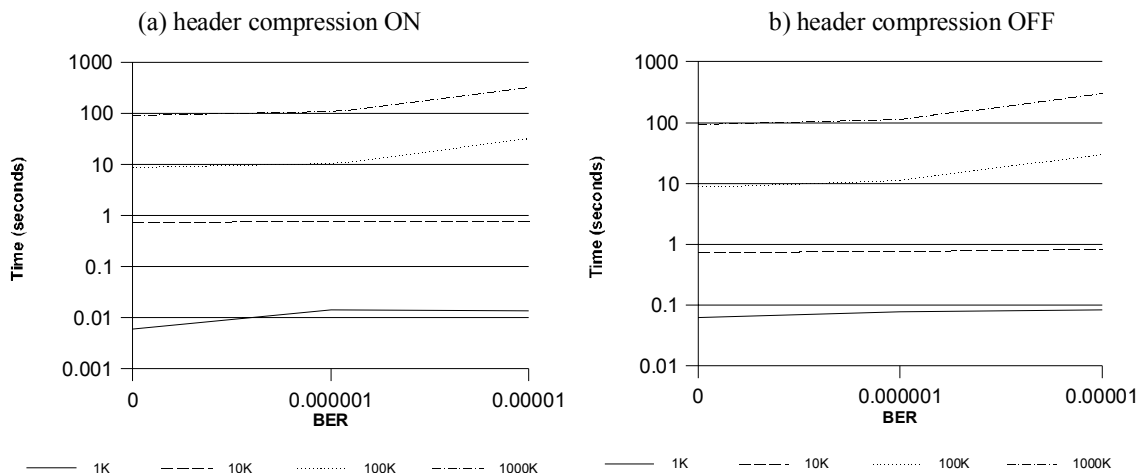 (a) header compression ON
1000
100
10
1
0.1
0.01
0.001
Time (seconds)
0 0.000001 0.00001
BER
1K 10K 100K 1000K
b) header compression OFF
1000
100
10
1
0.1
0.01
Time (seconds)
0 0.000001 0.00001
BER
1K 10K 100K 1000K